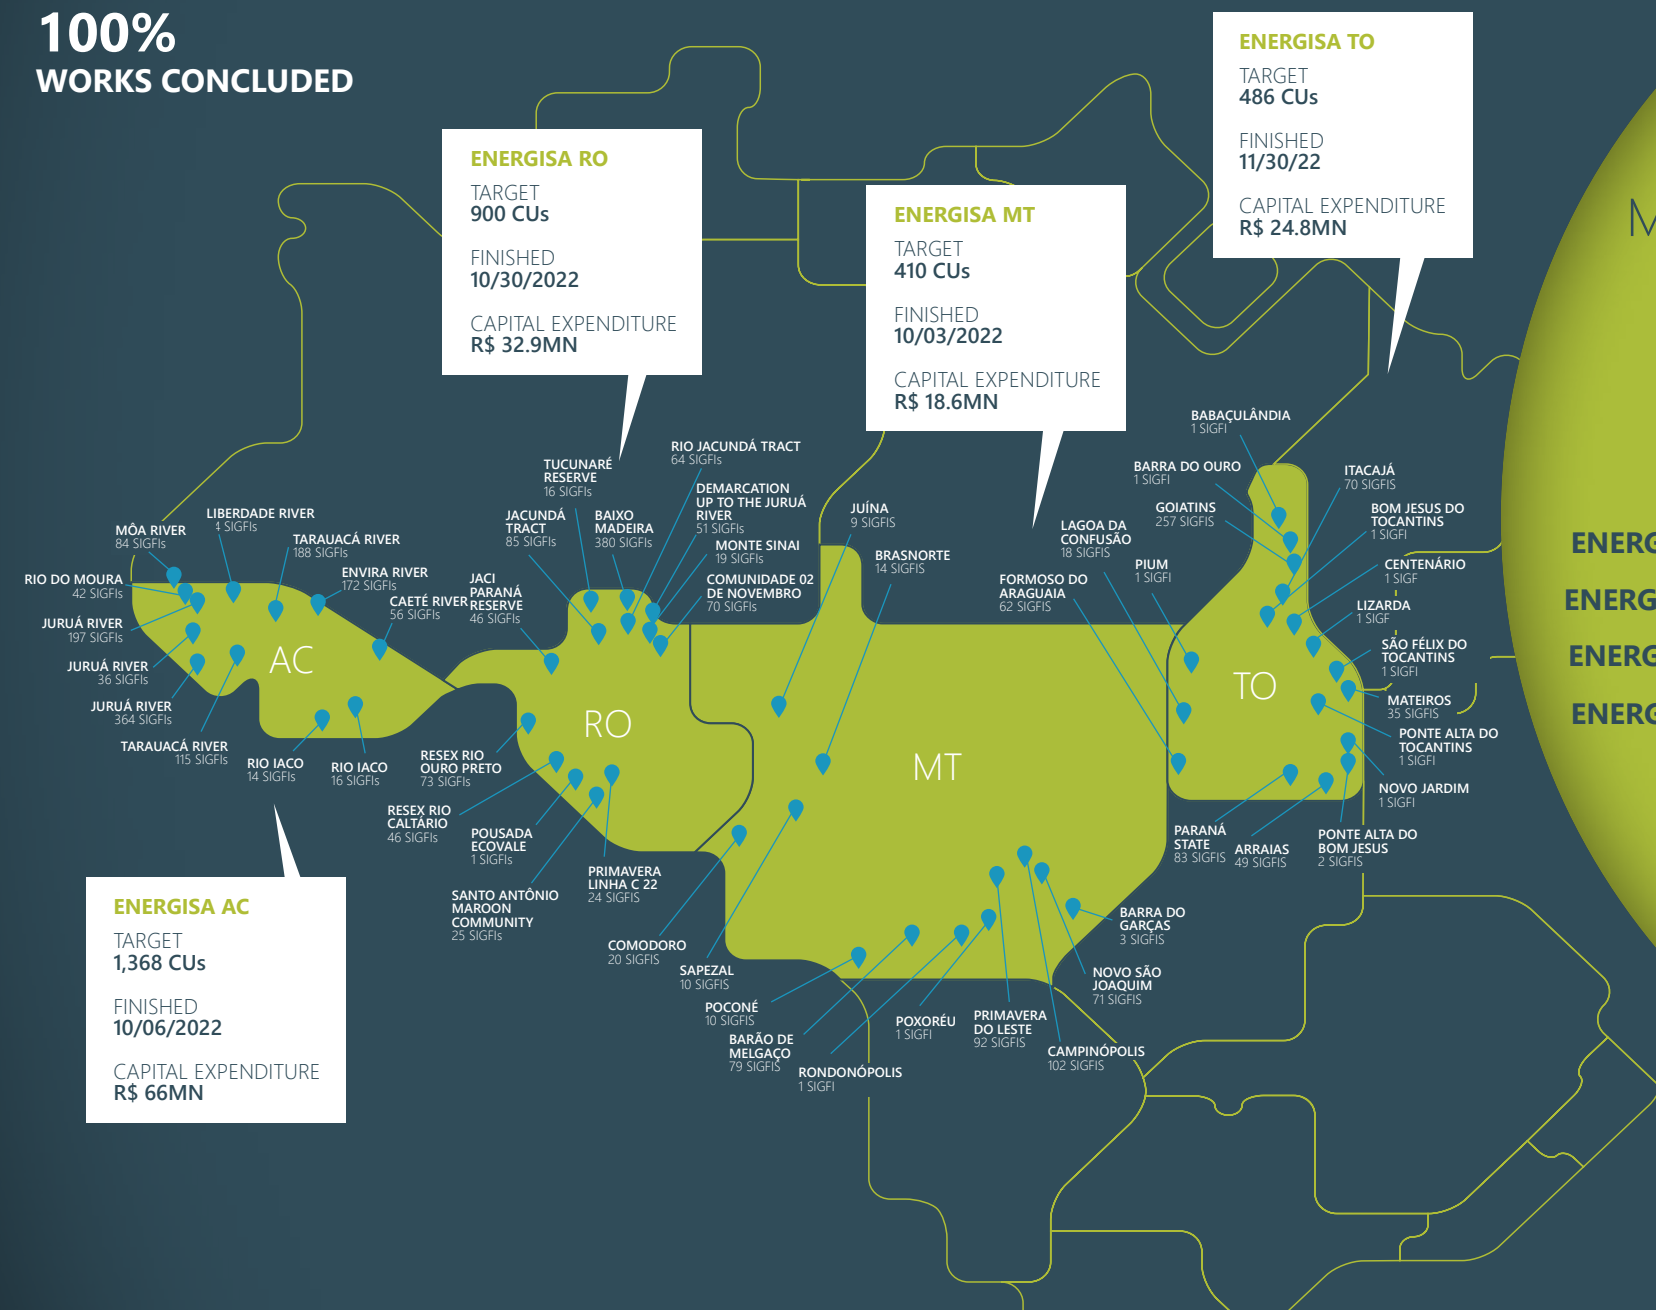 100%
WORKS CONCLUDED
ENERGISA RO
TARGET
900 CUs
FINISHED
10/30/2022
CAPITAL EXPENDITURE
R$ 32.9MN
ENERGISA MT
TARGET
410 CUs
FINISHED
10/03/2022
CAPITAL EXPENDITURE
R$ 18.6MN
ENERGISA TO
TARGET
486 CUs
FINISHED
11/30/22
CAPITAL EXPENDITURE
R$ 24.8MN
ENERGISA AC
TARGET
1,368 CUs
FINISHED
10/06/2022
CAPITAL EXPENDITURE
R$ 66MN
MÔA RIVER
84 SIGFIs
LIBERDADE RIVER
4 SIGFIs
TARAUACÁ RIVER
188 SIGFIs
ENVIRA RIVER
172 SIGFIs
CAETÉ RIVER
56 SIGFIs
RIO DO MOURA
42 SIGFIs
JURUÁ RIVER
197 SIGFIs
JURUÁ RIVER
36 SIGFIs
JURUÁ RIVER
364 SIGFIs
TARAUACÁ RIVER
115 SIGFIs
RIO IACO
14 SIGFIs
RIO IACO
16 SIGFIs
AC
TUCUNARÉ
RESERVE
16 SIGFIs
RIO JACUNDÁ TRACT
64 SIGFIs
JACUNDÁ
TRACT
85 SIGFIs
BAIXO
MADEIRA
380 SIGFIs
DEMARCATION
UP TO THE JURUÁ
RIVER
51 SIGFIs
MONTE SINAI
19 SIGFIs
COMUNIDADE 02
DE NOVEMBRO
70 SIGFIs
JACI
PARANÁ
RESERVE
46 SIGFIs
RO
RESEX RIO
OURO PRETO
73 SIGFIs
RESEX RIO
CALTÁRIO
46 SIGFIs
POUSADA
ECOVALE
1 SIGFIs
SANTO ANTÔNIO
MAROON
COMMUNITY
25 SIGFIs
PRIMAVERA
LINHA C 22
24 SIGFIS
JUÍNA
9 SIGFIS
BRASNORTE
14 SIGFIS
MT
COMODORO
20 SIGFIS
SAPEZAL
10 SIGFIS
POCONÉ
10 SIGFIS
BARÃO DE
MELGAÇO
79 SIGFIS
RONDONÓPOLIS
1 SIGFI
POXORÉU
1 SIGFI
PRIMAVERA
DO LESTE
92 SIGFIS
CAMPINÓPOLIS
102 SIGFIS
NOVO SÃO
JOAQUIM
71 SIGFIS
BARRA DO
GARÇAS
3 SIGFIS
BABAÇULÂNDIA
1 SIGFI
BARRA DO OURO
1 SIGFI
GOIATINS
257 SIGFIS
ITACAJÁ
70 SIGFIS
BOM JESUS DO
TOCANTINS
1 SIGFI
CENTENÁRIO
1 SIGF
LIZARDA
1 SIGF
SÃO FÉLIX DO
TOCANTINS
1 SIGFI
MATEIROS
35 SIGFIS
PONTE ALTA DO
TOCANTINS
1 SIGFI
NOVO JARDIM
1 SIGFI
PONTE ALTA DO
BOM JESUS
2 SIGFIS
ARRAIAS
49 SIGFIS
PARANÁ
STATE
83 SIGFIS
LAGOA DA
CONFUSÃO
18 SIGFIS
PIUM
1 SIGFI
FORMOSO DO
ARAGUAIA
62 SIGFIS
TO
M
ENERG
ENERG
ENERG
ENERG